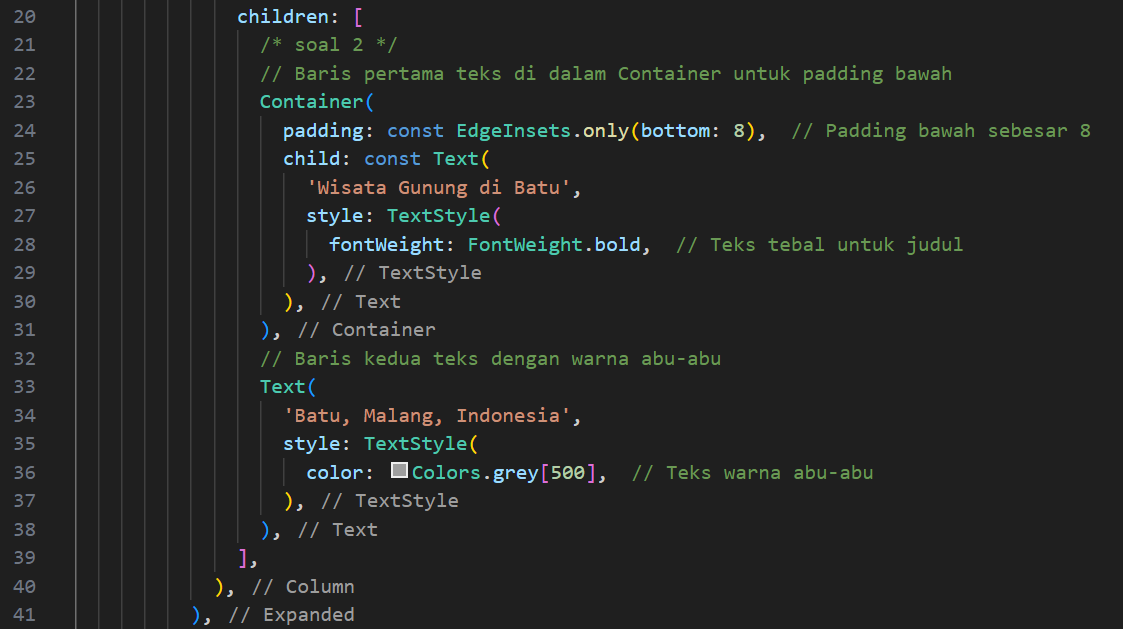 20 children: [
21 /* soal 2 */
22 // Baris pertama teks di dalam Container untuk padding bawah
23 Container(
24 padding: const EdgeInsets.only(bottom: 8),  // Padding bawah sebesar 8
25 child: const Text(
26 'Wisata Gunung di Batu',
27 style: TextStyle(
28 fontWeight: FontWeight.bold,  // Teks tebal untuk judul
29 ), // TextStyle
30 ), // Text
31 ), // Container
32 // Baris kedua teks dengan warna abu-abu
33 Text(
34 'Batu, Malang, Indonesia',
35 style: TextStyle(
36 color: Colors.grey[500],  // Teks warna abu-abu
37 ), // TextStyle
38 ), // Text
39 ],
40 ), // Column
41 ), // Expanded